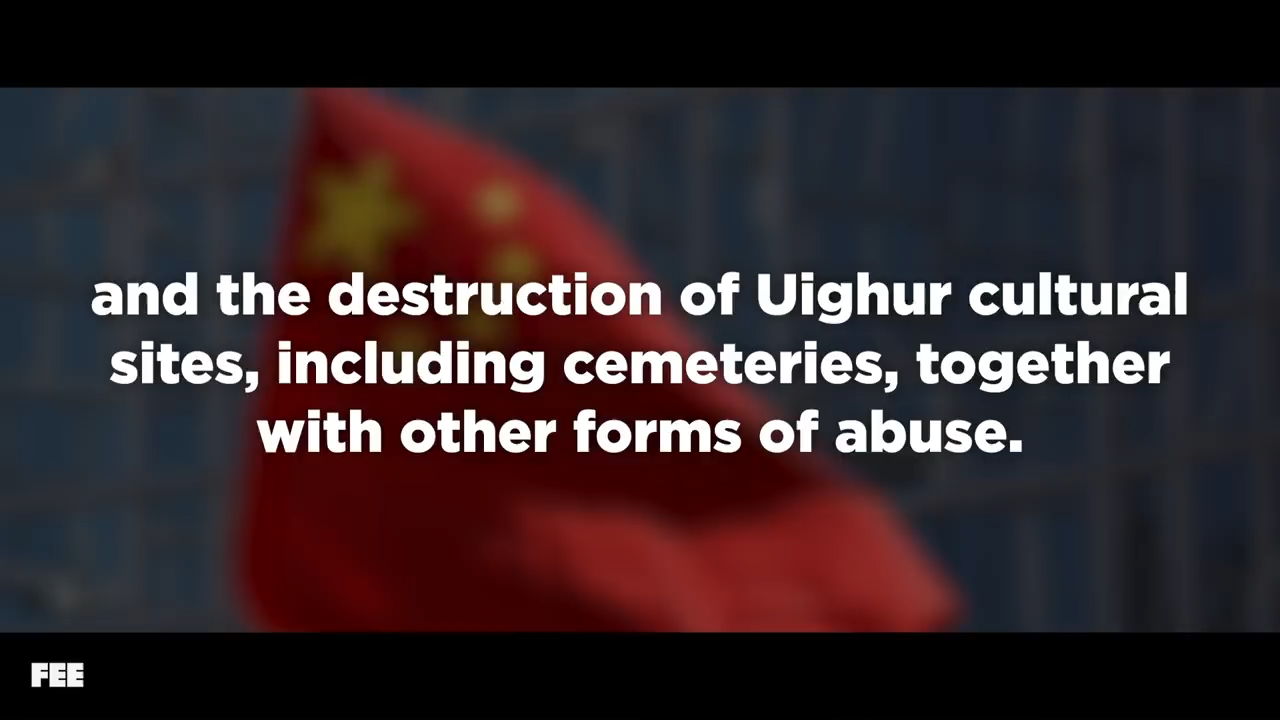 and the destruction of Uighur cultural
sites, including cemeteries, together
with other forms of abuse.
FEE